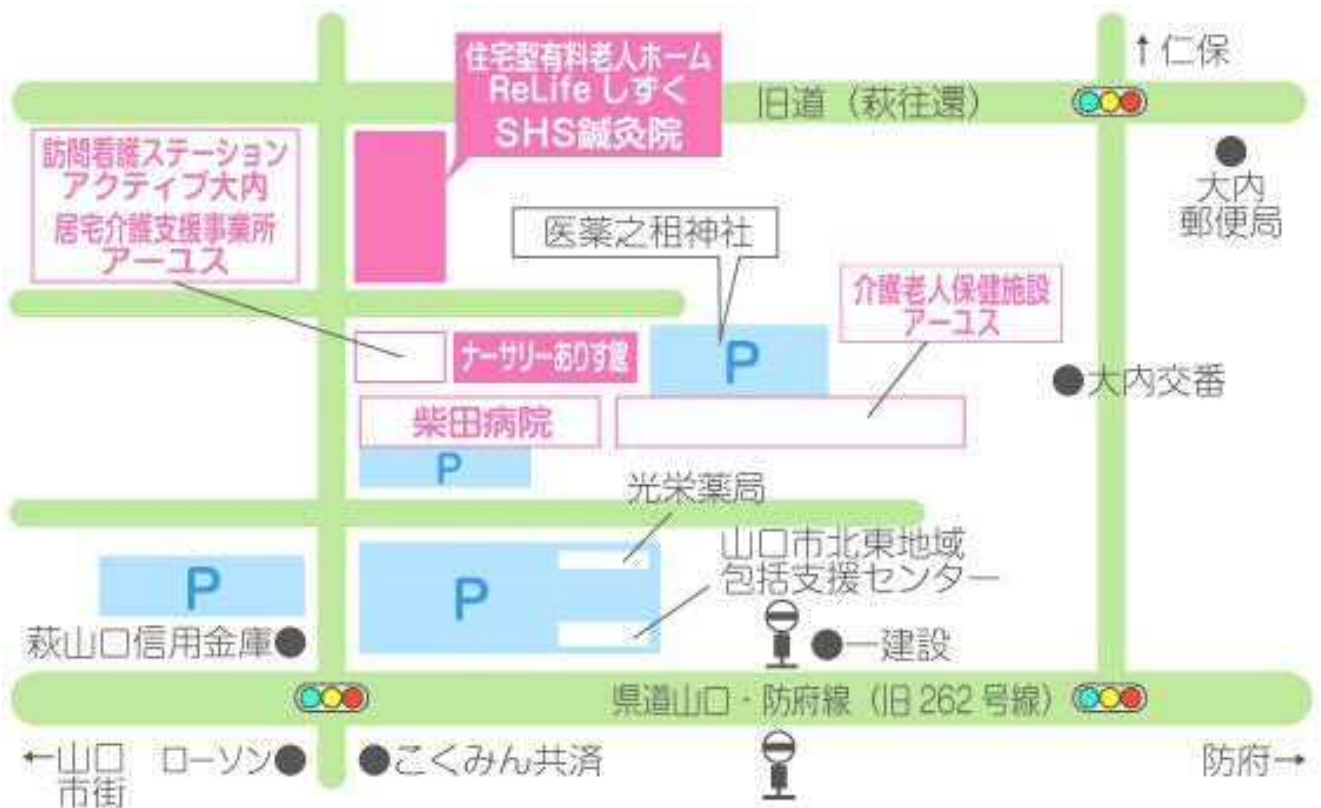 住宅型有料老人ホーム
ReLife しずく
SHS鍼灸院
↑仁保
旧道（萩往還）
訪問看護ステーション
アクティブ大内
居宅介護支援事業所
アーユス
大内
郵便局
医薬之祖神社
介護老人保健施設
アーユス
ナーサリーありす館
P
大内交番
柴田病院
P
光栄薬局
山口市北東地域
包括支援センター
P
P
萩山口信用金庫
一建設
県道山口・防府線（旧262号線）
←山口
市街
ローソン
こくみん共済
防府→